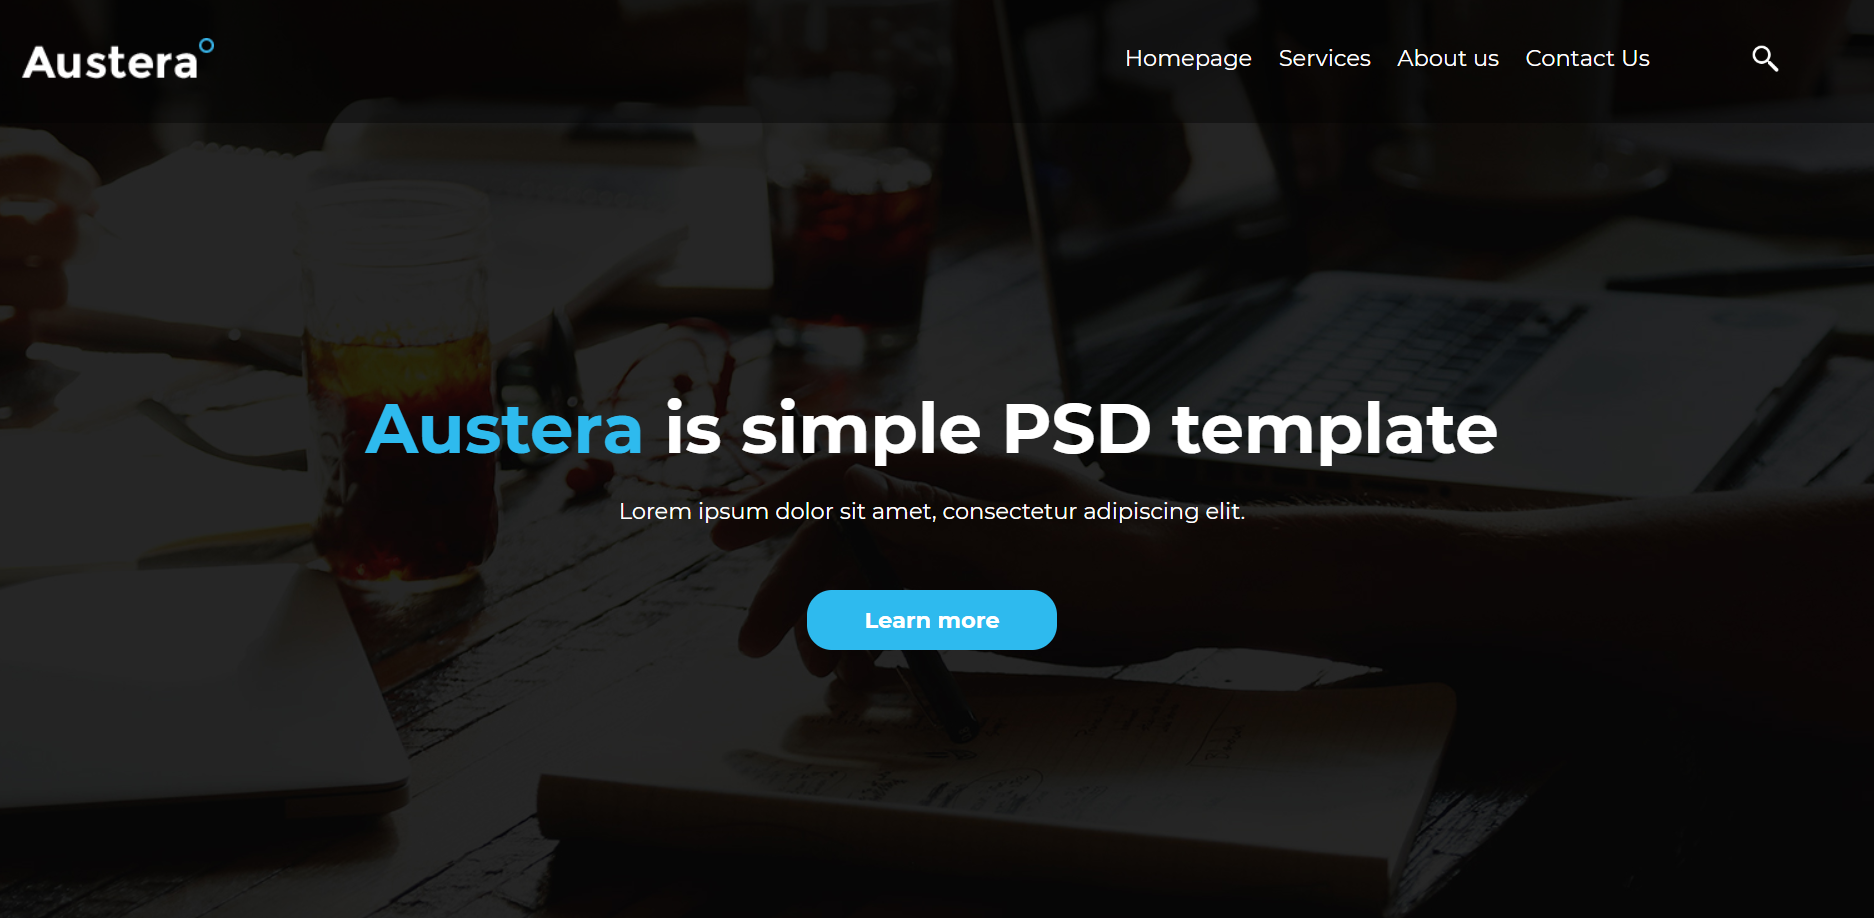 Austera
Homepage Services About us Contact Us
Austera is simple PSD template
Lorem ipsum dolor sit amet, consectetur adipiscing elit.
Learn more